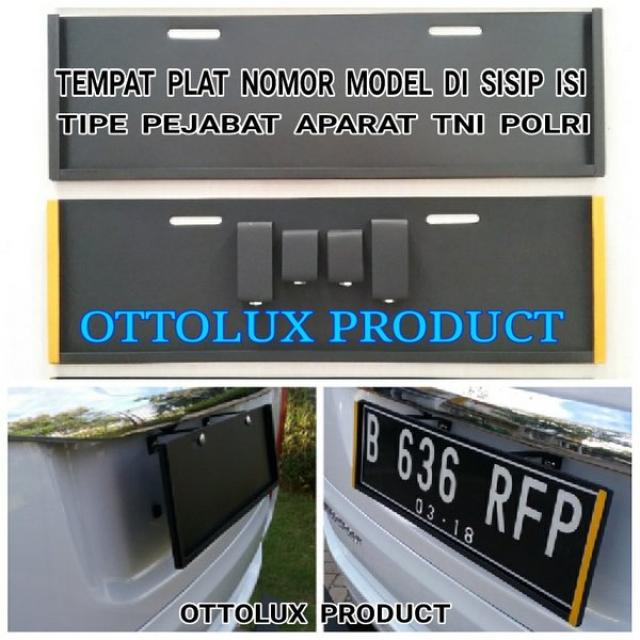 TEMPAT PLAT NOMOR MODEL DI SISIP ISI
TIPE PEJABAT APARAT TNI POLRI
OTTOLUX PRODUCT
B 636 RFP
03·18
OTTOLUX PRODUCT